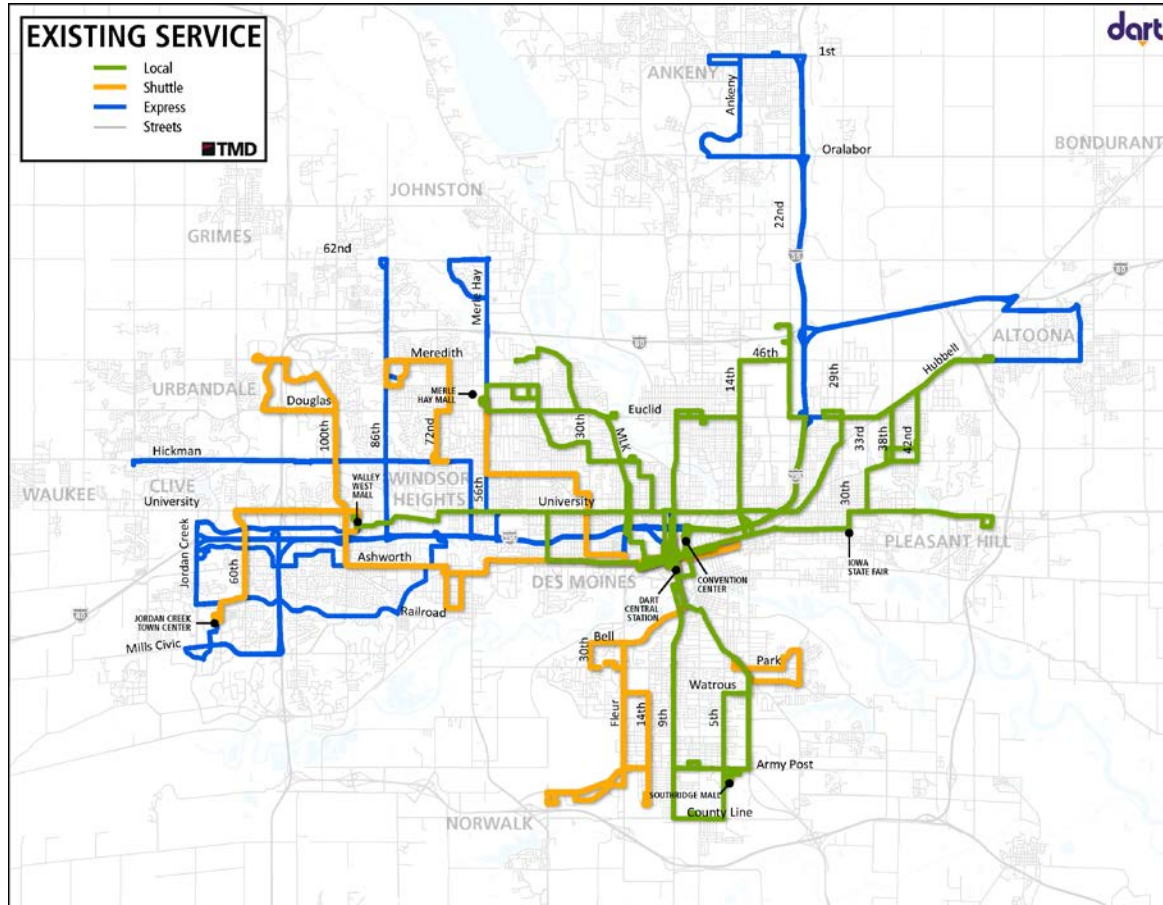 EXISTING SERVICE
Local
Shuttle
Express
Streets
TMD
dart
1st
ANKENY
Ankeny
BONDURANT
Oralabor
JOHNSTON
22nd
GRIMES
62nd
35
80
Merle Hay
80
ALTOONA
Meredith
46th
Hubbell
URBANDALE
MERLE
HAY MALL
14th
29th
Douglas
Euclid
30th
MLK
100th
86th
72nd
33rd
38th
42nd
Hickman
WAUKEE
CLIVE
VALLEY
WEST
MALL
WINDSOR
HEIGHTS
56th
University
University
30th
Jordan Creek
60th
Ashworth
DES MOINES
CONVENTION
CENTER
IOWA
STATE FAIR
PLEASANT HILL
DART
CENTRAL
STATION
80
JORDAN CREEK
TOWN CENTER
Railroad
Mills Civic
Bell
30th
Park
Watrous
Fleur
14th
9th
5th
Army Post
SOUTHRIDGE MALL
County Line
NORWALK